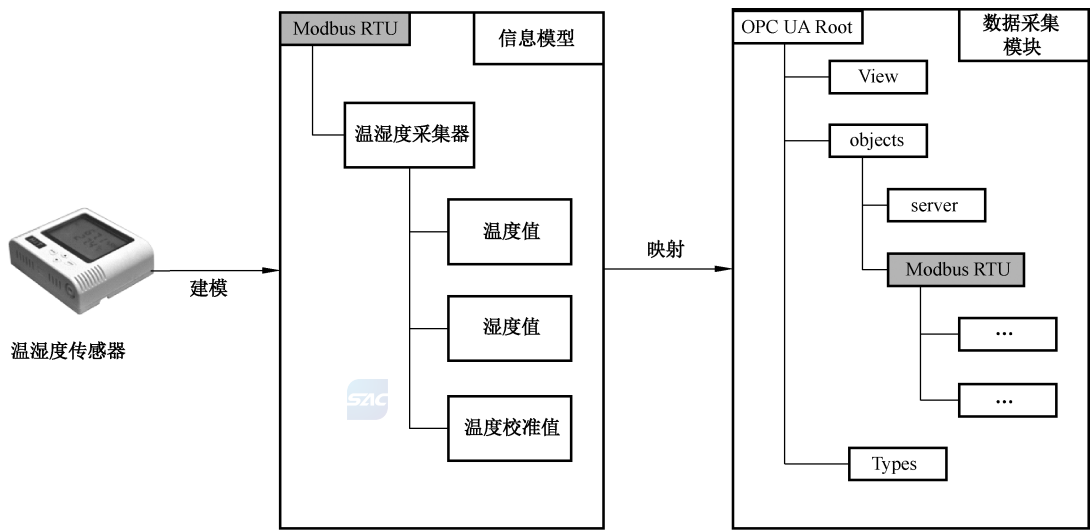 Modbus RTU
信息模型
温湿度采集器
温度值
湿度值
温度校准值
温湿度传感器
建模
SAC
映射
OPC UA Root
数据采集
模块
View
objects
server
Modbus RTU
...
...
Types